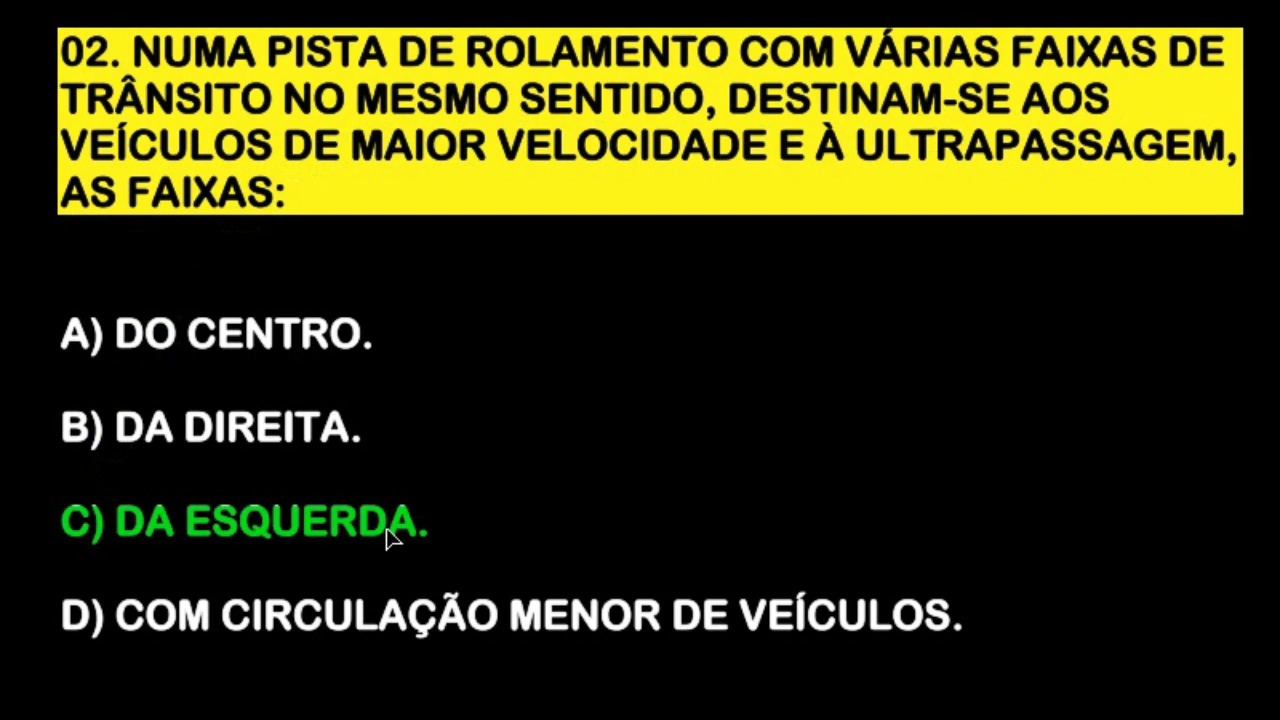 02. NUMA PISTA DE ROLAMENTO COM VÁRIAS FAIXAS DE
TRÂNSITO NO MESMO SENTIDO, DESTINAM-SE AOS
VEÍCULOS DE MAIOR VELOCIDADE E À ULTRAPASSAGEM,
AS FAIXAS:
A) DO CENTRO.
B) DA DIREITA.
C) DA ESQUERDA.
D) COM CIRCULAÇÃO MENOR DE VEÍCULOS.